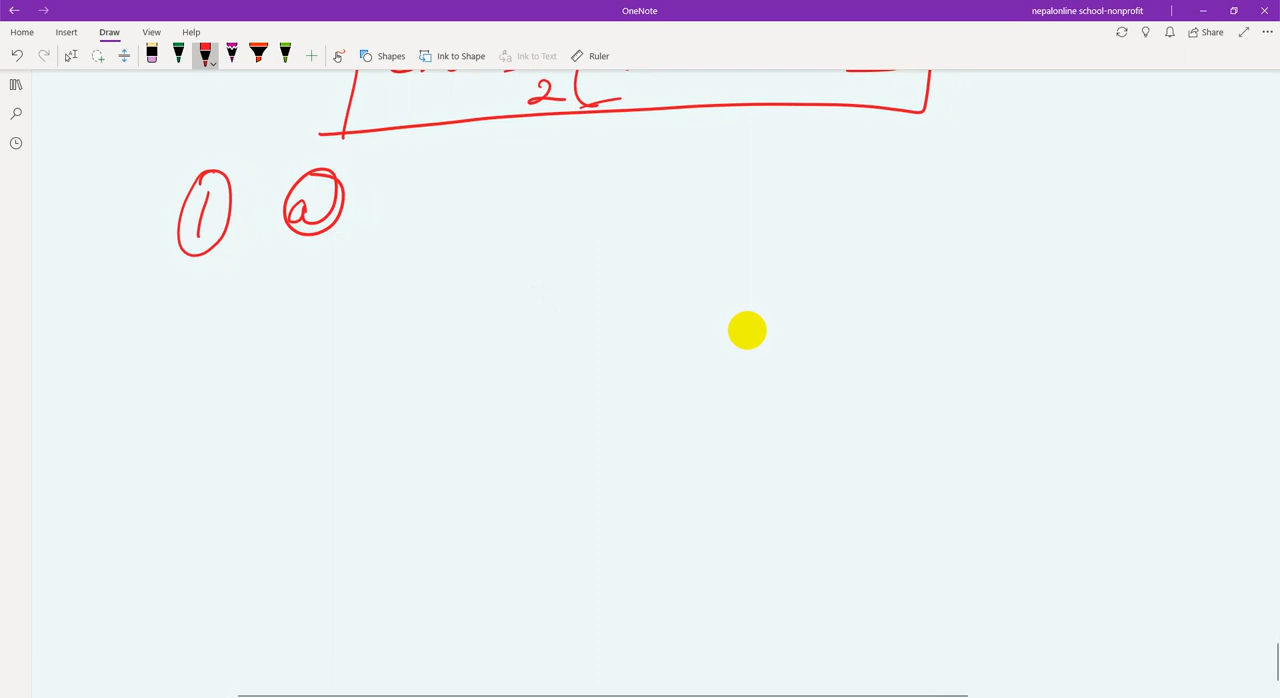 OneNote
nepalonline school-nonprofit
Home Insert Draw View Help
Share
Shapes Ink to Shape Ink to Text Ruler
2
1 a